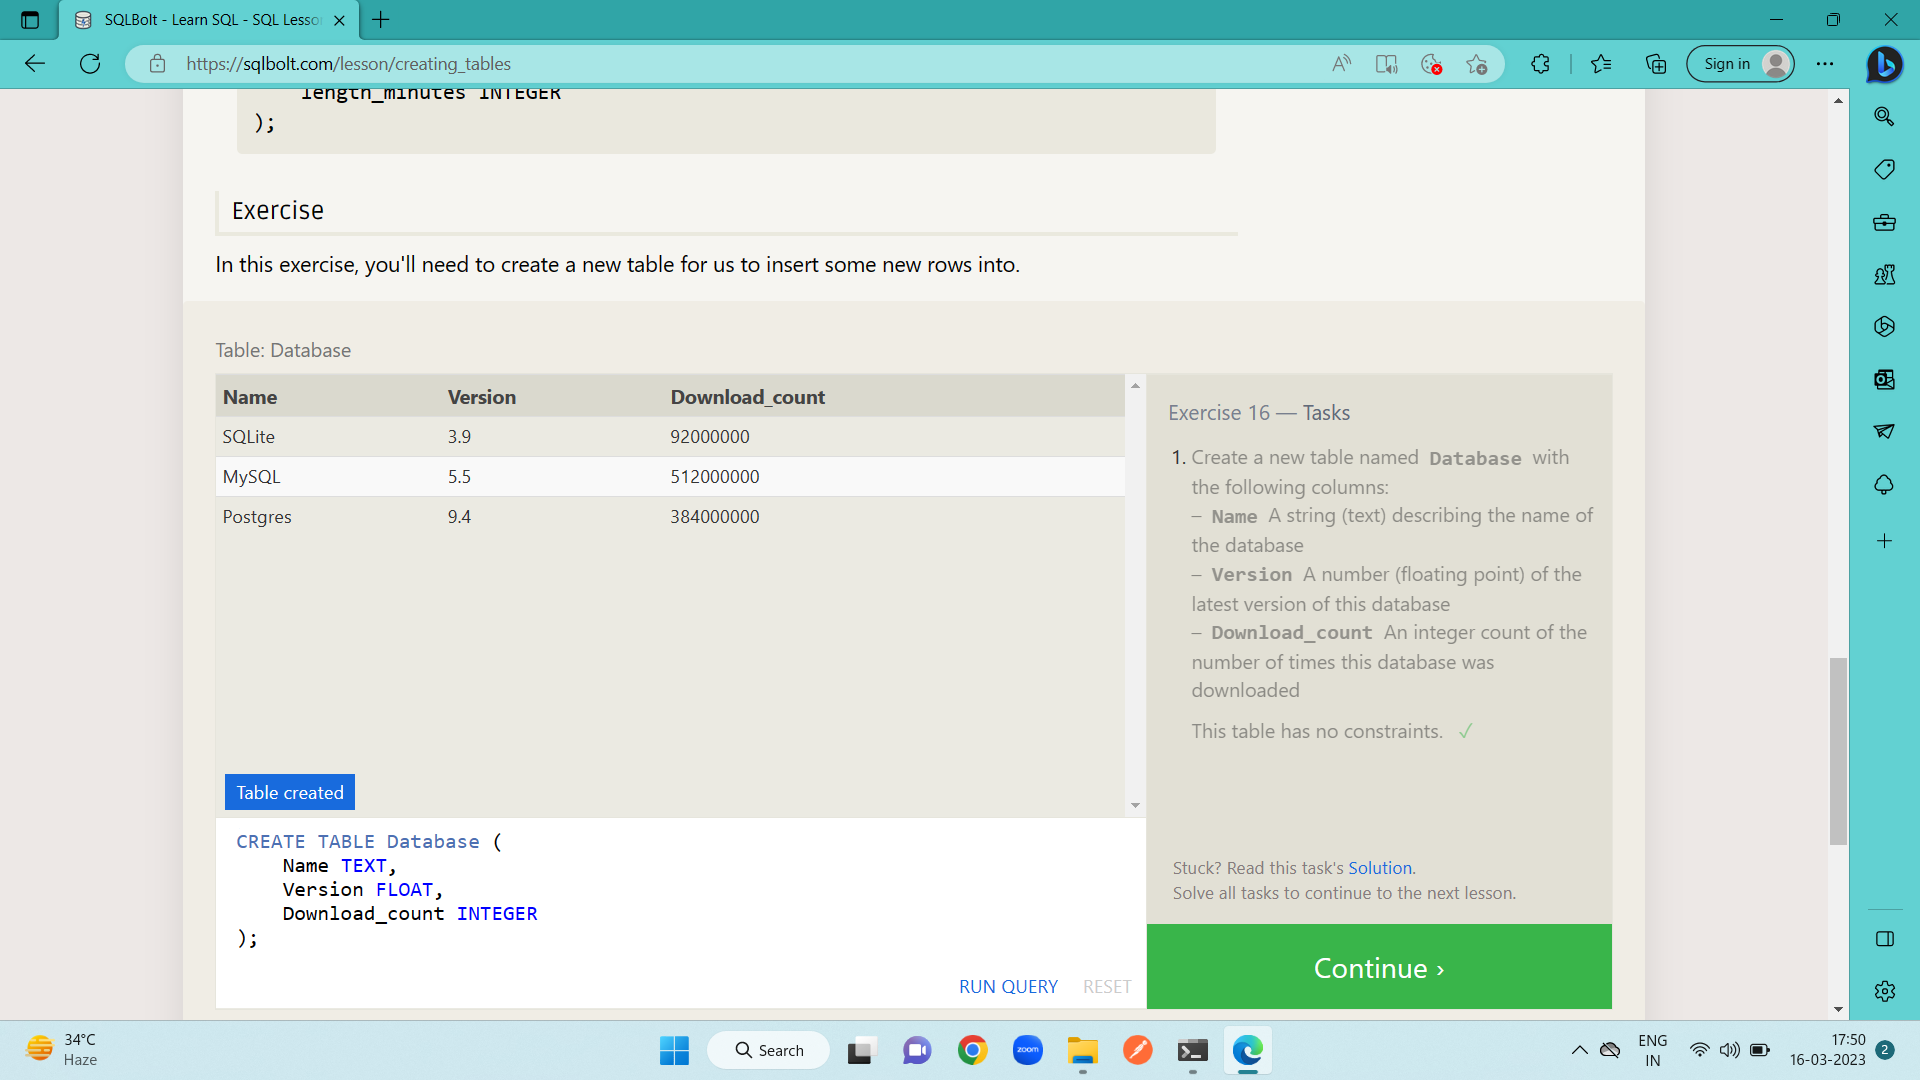 SQLBolt - Learn SQL - SQL Lesso
https://sqlbolt.com/lesson/creating_tables
Sign in
length_minutes INTEGER
);
Exercise
In this exercise, you'll need to create a new table for us to insert some new rows into.
Table: Database
Name Version Download_count
SQLite 3.9 92000000
MySQL 5.5 512000000
Postgres 9.4 384000000
Table created
CREATE TABLE Database (
Name TEXT,
Version FLOAT,
Download_count INTEGER
);
RUN QUERY RESET
Exercise 16 — Tasks
1. Create a new table named Database with
the following columns:
– Name A string (text) describing the name of
the database
– Version A number (floating point) of the
latest version of this database
– Download_count An integer count of the
number of times this database was
downloaded
This table has no constraints. ✓
Stuck? Read this task's Solution.
Solve all tasks to continue to the next lesson.
Continue ›
34°C
Haze
Search
zoom
ENG
IN
17:50
16-03-2023
2